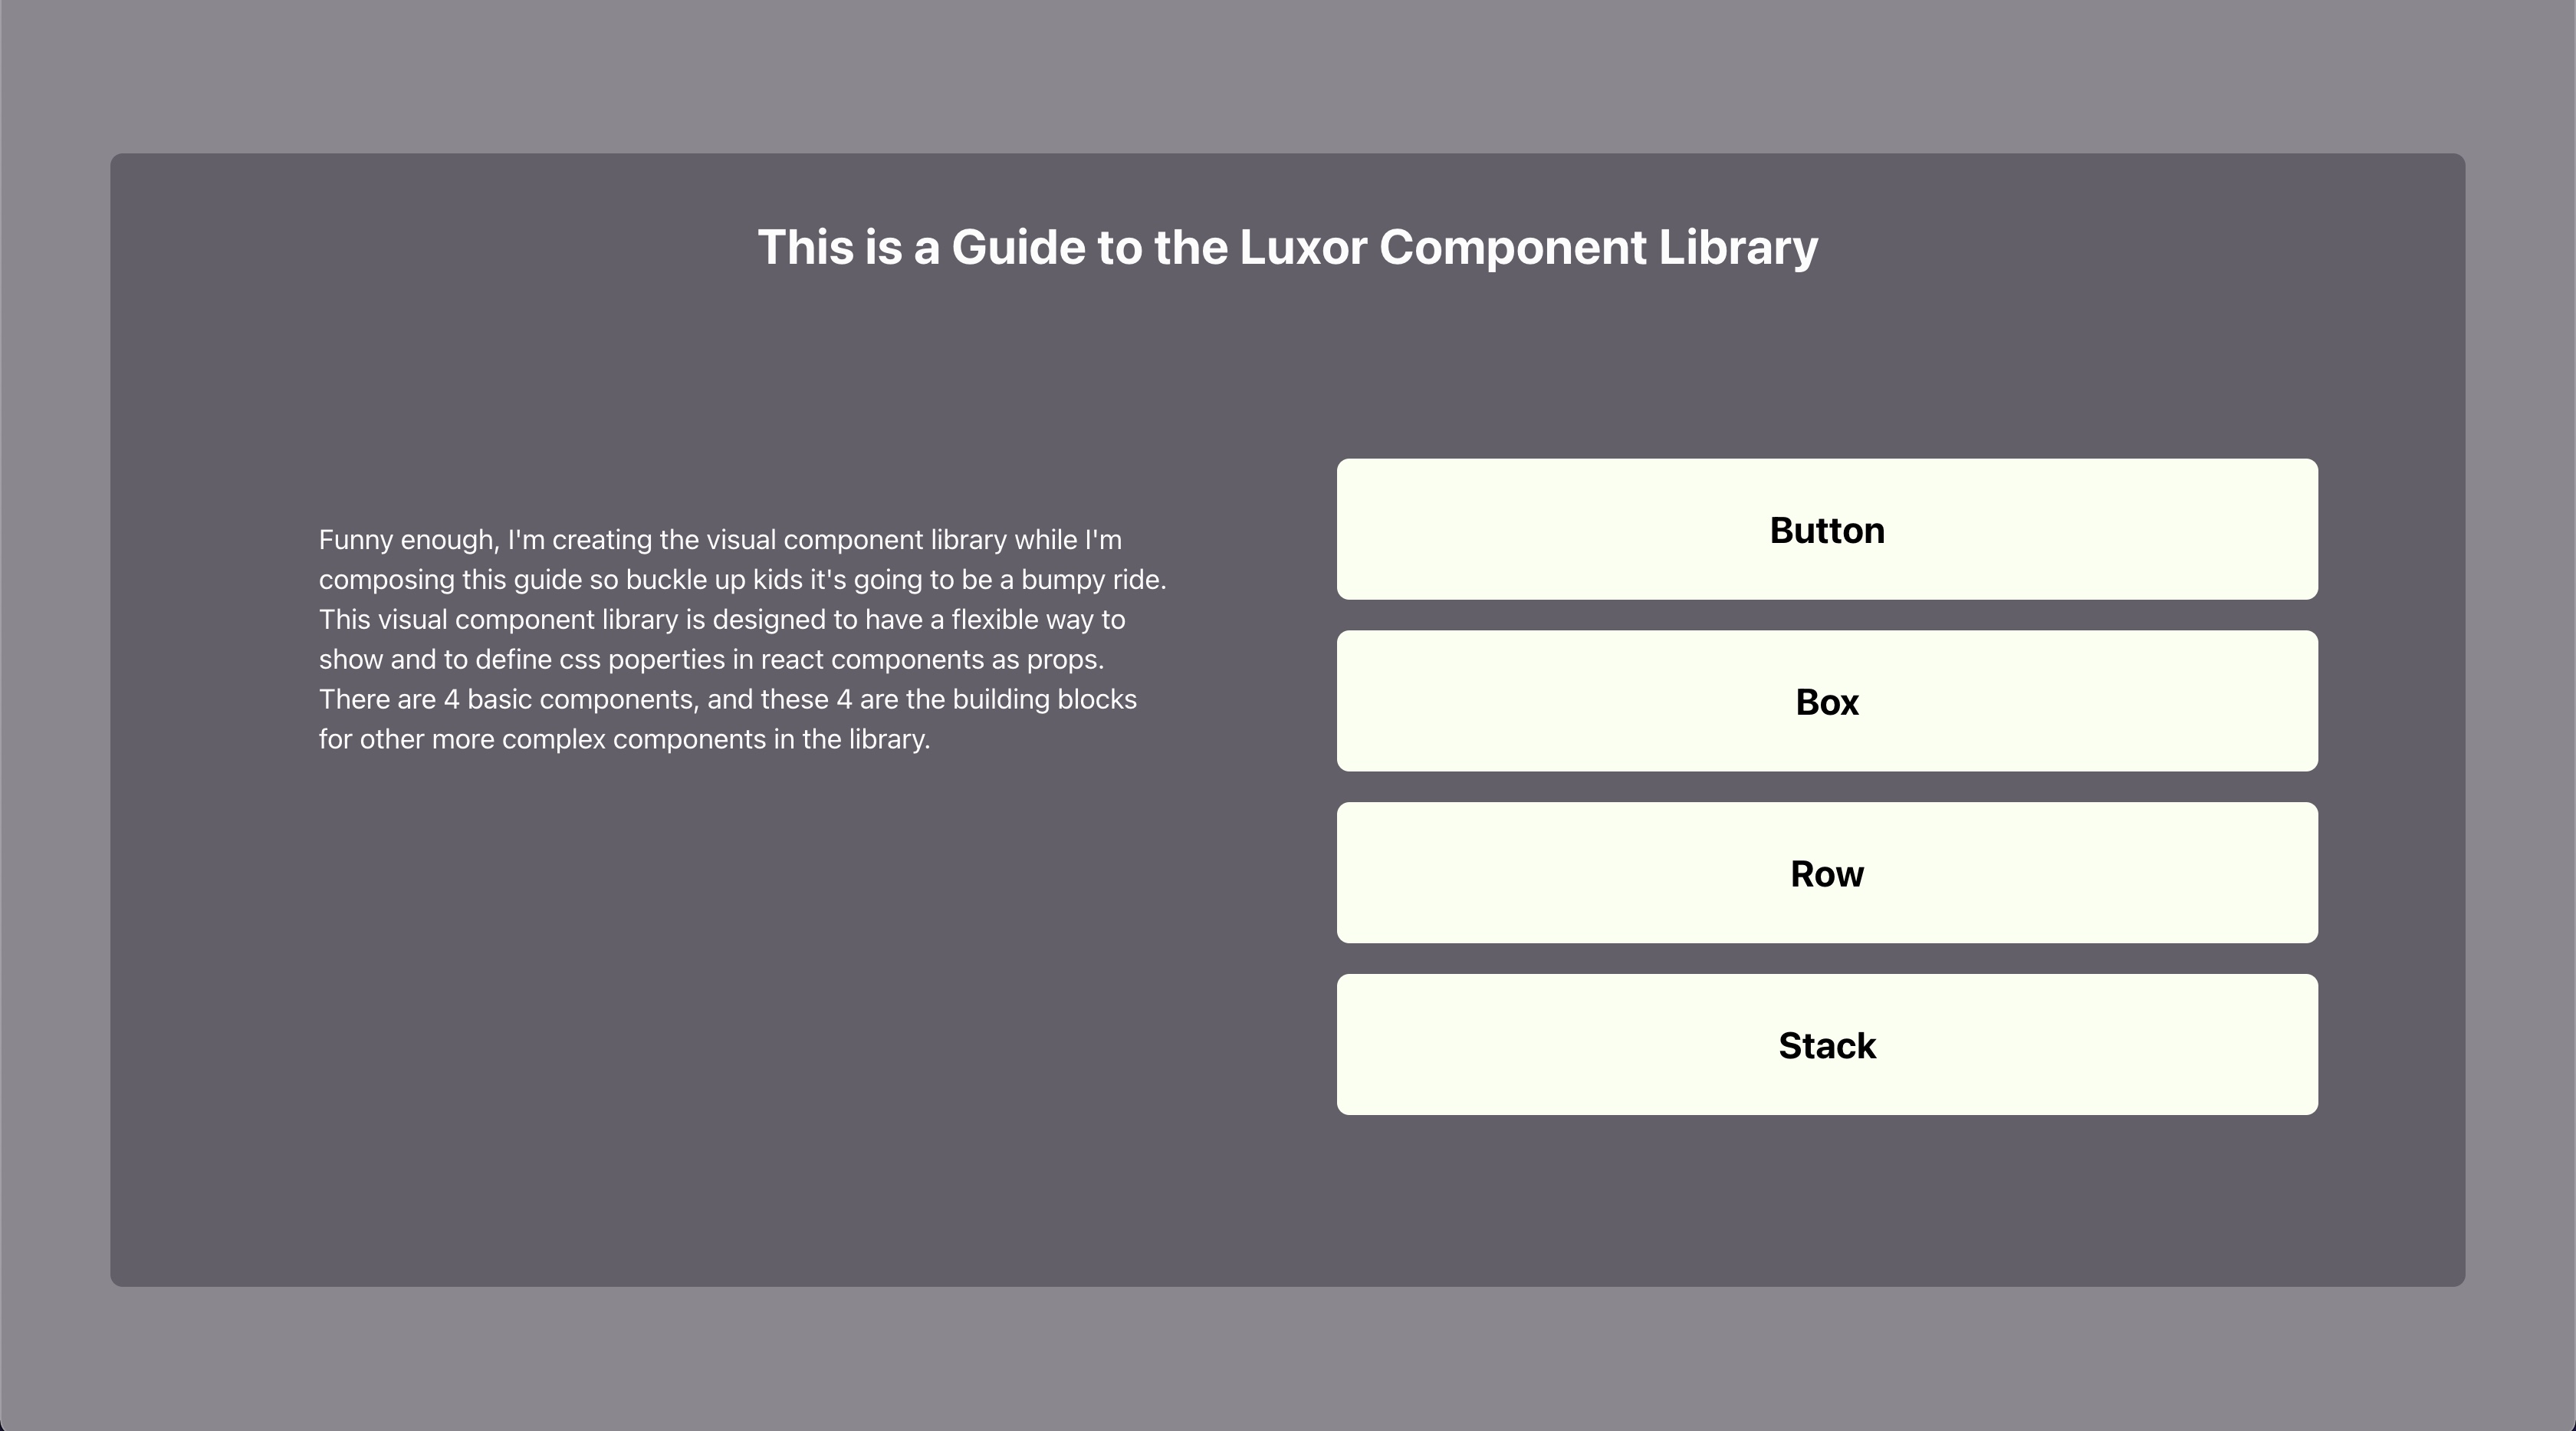 This is a Guide to the Luxor Component Library
Funny enough, I'm creating the visual component library while I'm
composing this guide so buckle up kids it's going to be a bumpy ride.
This visual component library is designed to have a flexible way to
show and to define css poperties in react components as props.
There are 4 basic components, and these 4 are the building blocks
for other more complex components in the library.
Button
Box
Row
Stack